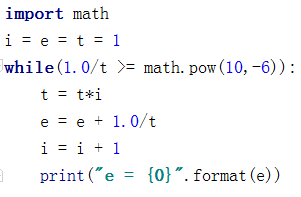 import math
i = e = t = 1
while(1.0/t >= math.pow(10,-6)):
    t = t*i
    e = e + 1.0/t
    i = i + 1
    print("e = {0}".format(e))